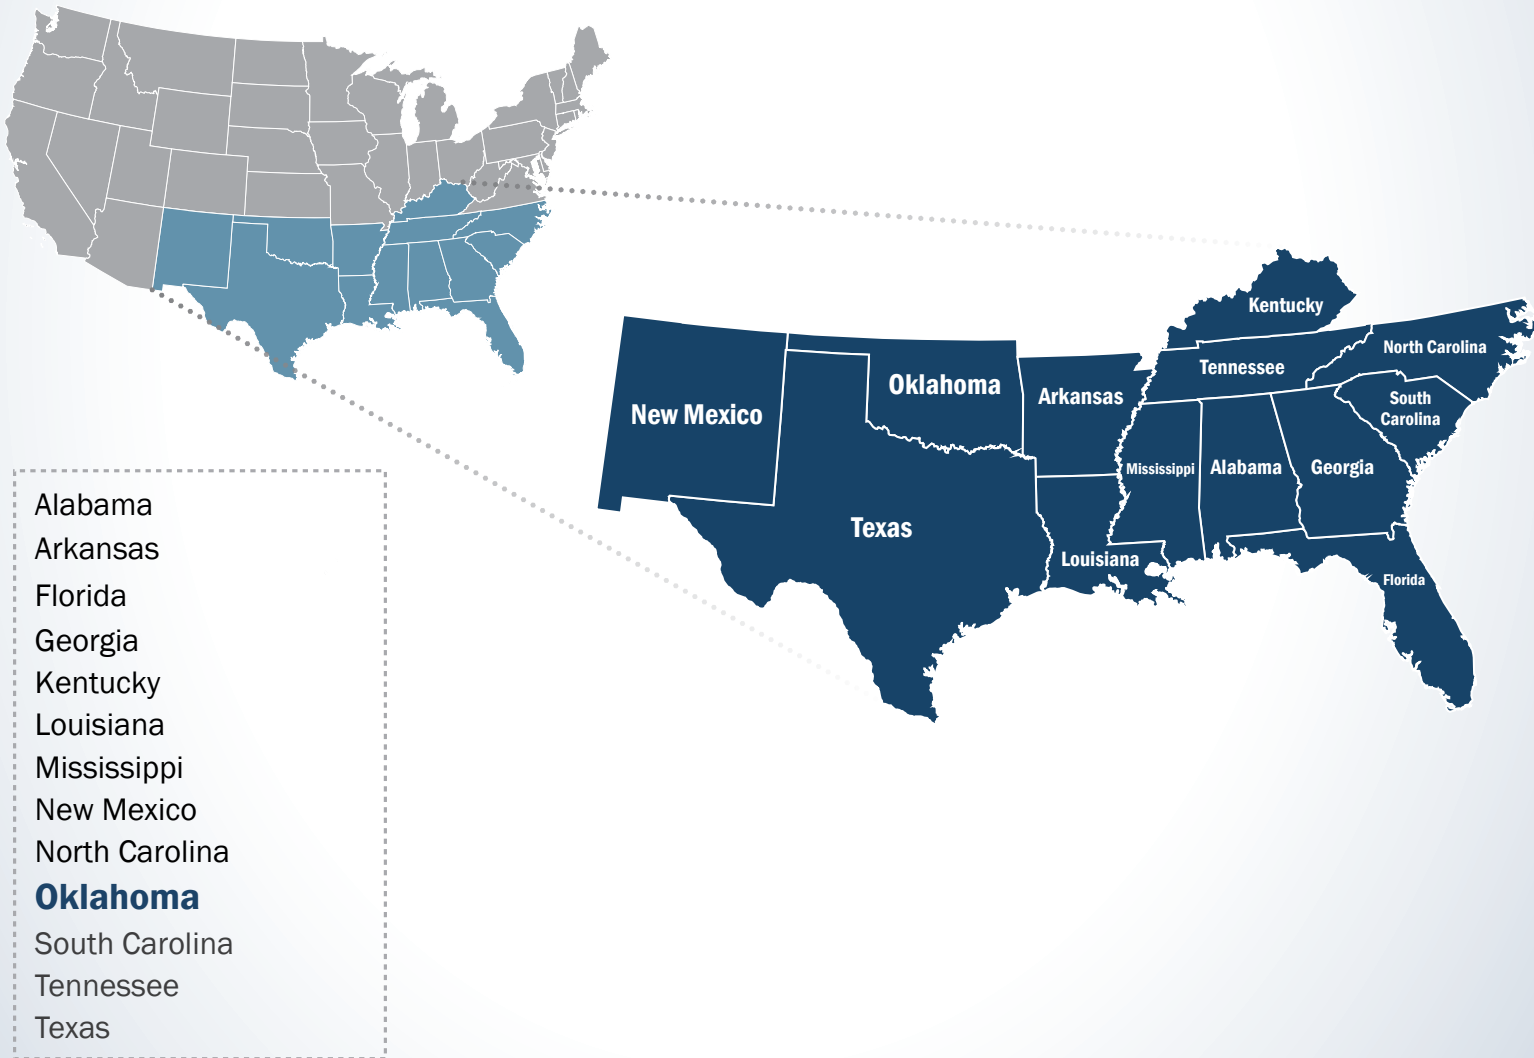 Kentucky
North Carolina
Tennessee
Oklahoma
Arkansas
New Mexico
South
Carolina
Mississippi
Alabama
Georgia
Texas
Louisiana
Florida
Alabama
Arkansas
Florida
Georgia
Kentucky
Louisiana
Mississippi
New Mexico
North Carolina
Oklahoma
South Carolina
Tennessee
Texas